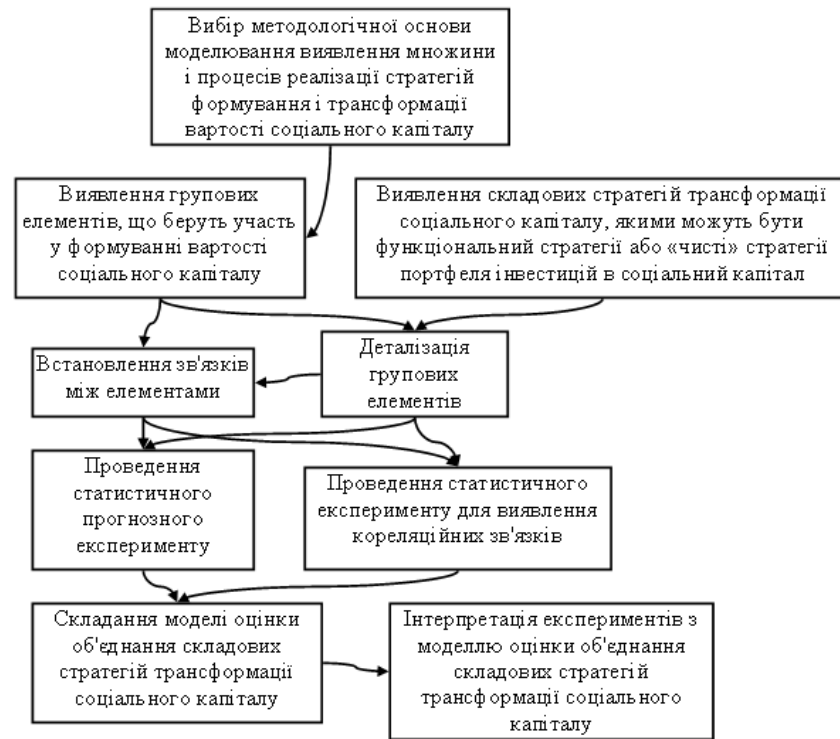 Вибір методологічної основи
моделювання виявлення множини
і процесів реалізації стратегій
формування і трансформації
вартості соціального капіталу
Виявлення групових
елементів, що беруть участь
у формуванні вартості
соціального капіталу
Виявлення складових стратегій трансформації
соціального капіталу, якими можуть бути
функціональний стратегії або «чисті» стратегії
портфеля інвестицій в соціальний капітал
Встановлення зв'язків
між елементами
Деталізація
групових
елементів
Проведення
статистичного
прогнозного
експерименту
Проведення статистичного
експерименту для виявлення
кореляційних зв'язків
Складання моделі оцінки
об'єднання складових
стратегій трансформації
соціального капіталу
Інтерпретація експериментів з
моделлю оцінки об'єднання
складових стратегій
трансформації соціального
капіталу